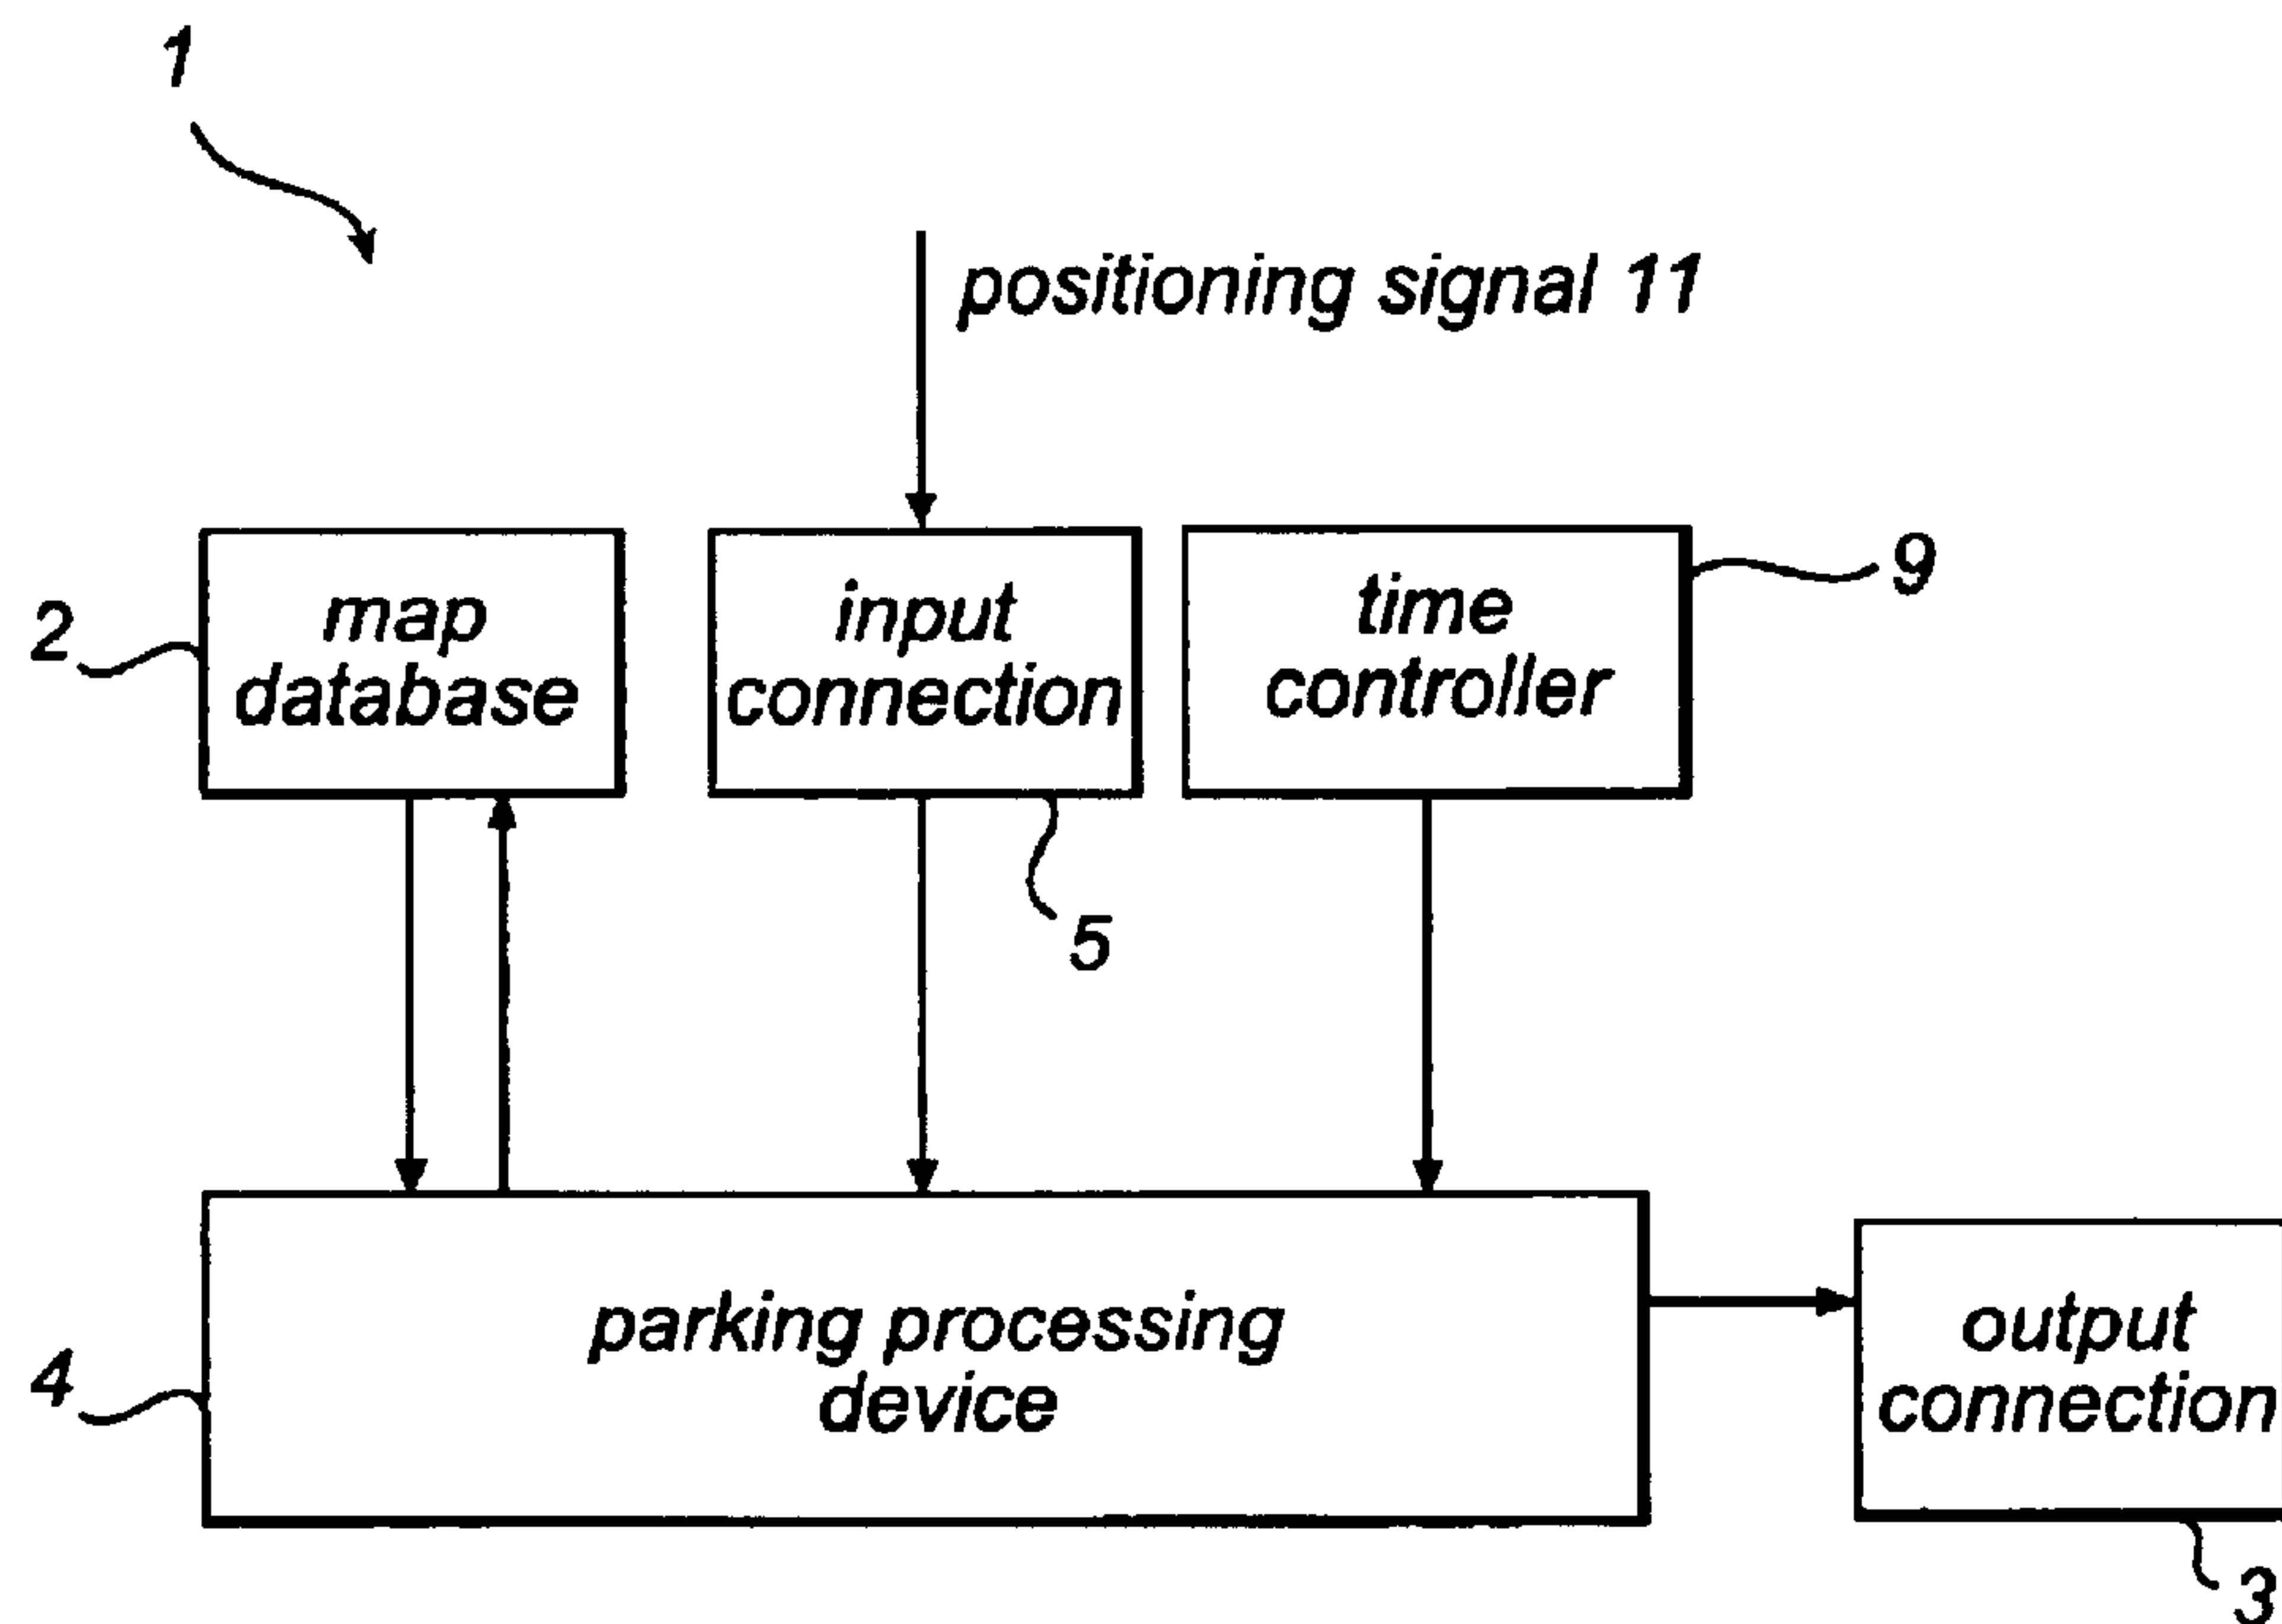 1
positioning signal 11
map
database
input
connection
time
controller
2
9
5
parking processing
device
output
connection
4
3